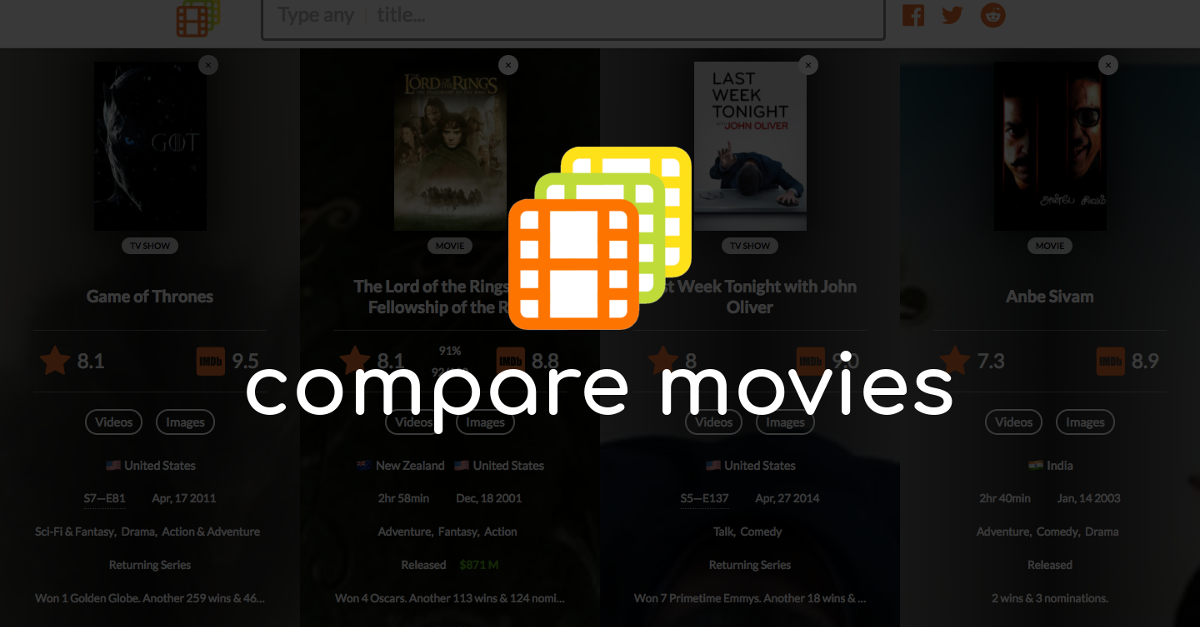 Type any title...
GOT
THE LORD OF THE RINGS
LAST
WEEK
TONIGHT
WITH JOHN OLIVER
அன்பே சிவம்
TV SHOW
MOVIE
TV SHOW
MOVIE
Game of Thrones
The Lord of the Rings
Fellowship of the R
st Week Tonight with John
Oliver
Anbe Sivam
8.1 IMDb 9.5
8.1 91% IMDb 8.8
8 IMDb 9.0
7.3 IMDb 8.9
compare movies
Videos Images
Videos Images
Videos Images
Videos Images
United States
New Zealand United States
United States
India
S7—E81 Apr, 17 2011
2hr 58min Dec, 18 2001
S5—E137 Apr, 27 2014
2hr 40min Jan, 14 2003
Sci-Fi & Fantasy, Drama, Action & Adventure
Adventure, Fantasy, Action
Talk, Comedy
Adventure, Comedy, Drama
Returning Series
Released $871 M
Returning Series
Released
Won 1 Golden Globe. Another 259 wins & 46...
Won 4 Oscars. Another 113 wins & 124 nomi...
Won 7 Primetime Emmys. Another 18 wins & ...
2 wins & 3 nominations.